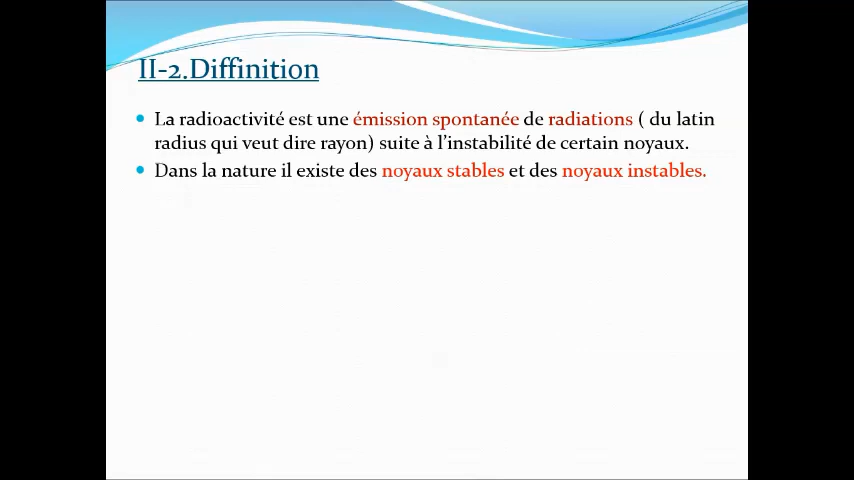 II-2.Diffinition
La radioactivité est une émission spontanée de radiations ( du latin
radius qui veut dire rayon) suite à l'instabilité de certain noyaux.
Dans la nature il existe des noyaux stables et des noyaux instables.